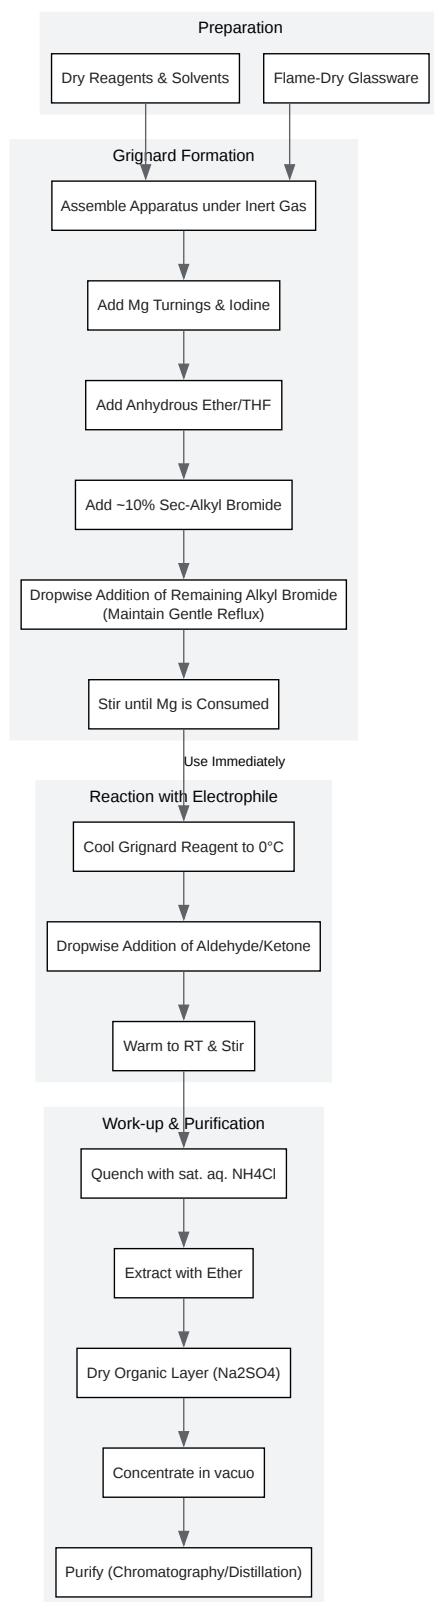 Preparation
Dry Reagents & Solvents
Flame-Dry Glassware
Grignard Formation
Assemble Apparatus under Inert Gas
Add Mg Turnings & Iodine
Add Anhydrous Ether/THF
Add ~10% Sec-Alkyl Bromide
Dropwise Addition of Remaining Alkyl Bromide
(Maintain Gentle Reflux)
Stir until Mg is Consumed
Use Immediately
Reaction with Electrophile
Cool Grignard Reagent to 0°C
Dropwise Addition of Aldehyde/Ketone
Warm to RT & Stir
Work-up & Purification
Quench with sat. aq. NH4Cl
Extract with Ether
Dry Organic Layer (Na2SO4)
Concentrate in vacuo
Purify (Chromatography/Distillation)